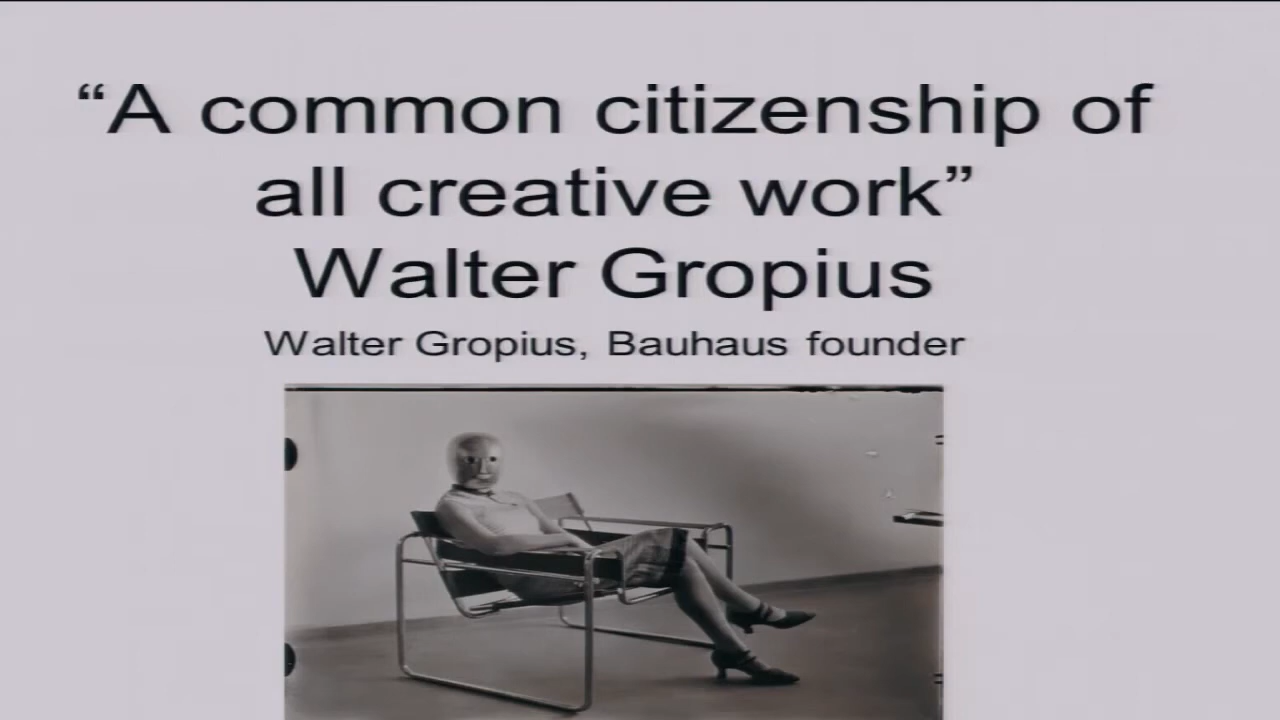 “A common citizenship of
all creative work”
Walter Gropius
Walter Gropius, Bauhaus founder